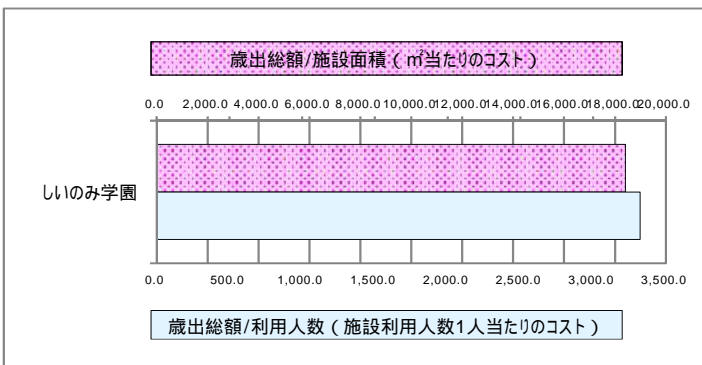 歳出総額/施設面積（㎡当たりのコスト）
0.0 2,000.0 4,000.0 6,000.0 8,000.0 10,000.0 12,000.0 14,000.0 16,000.0 18,000.0 20,000.0
しいのみ学園
0.0 500.0 1,000.0 1,500.0 2,000.0 2,500.0 3,000.0 3,500.0
歳出総額/利用人数（施設利用人数1人当たりのコスト）